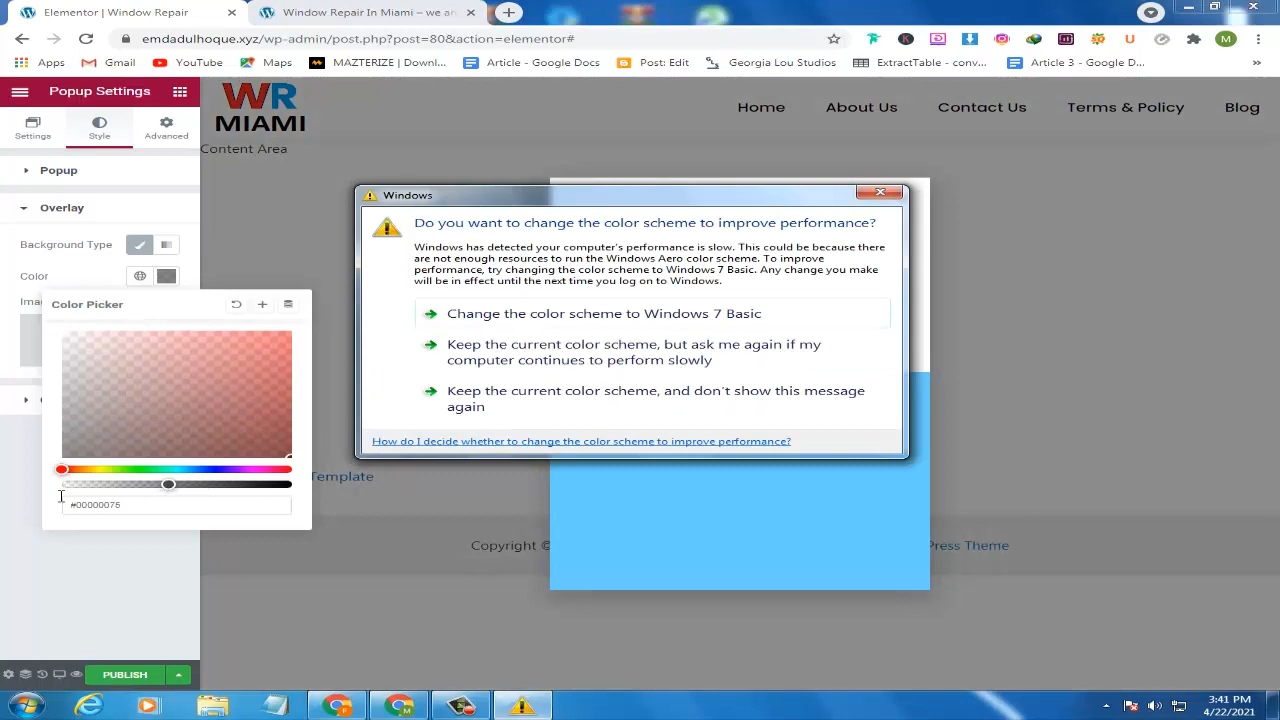 Elementor | Window Repair
Window Repair In Miami – we ar
emdadulhoque.xyz/wp-admin/post.php?post=80&action=elementor#
M
Apps
Gmail
YouTube
Maps
MAZTERIZE | Downl...
Article - Google Docs
Post Edit
Georgia Lou Studios
ExtractTable - conv...
Article 3 - Google D...
»
Popup Settings
Settings
Style
Advanced
WR
MIAMI
Home
About Us
Contact Us
Terms & Policy
Blog
Content Area
Popup
Overlay
Background Type
Color
Ima
Color Picker
#00000075
Windows
Do you want to change the color scheme to improve performance?
Windows has detected your computer's performance is slow. This could be because there
are not enough resources to run the Windows Aero color scheme. To improve
performance, try changing the color scheme to Windows 7 Basic. Any change you make
will be in effect until the next time you log on to Windows.
Change the color scheme to Windows 7 Basic
Keep the current color scheme, but ask me again if my
computer continues to perform slowly
Keep the current color scheme, and don't show this message
again
How do I decide whether to change the color scheme to improve performance?
Template
Copyright ©
Press Theme
PUBLISH
3:41 PM
4/22/2021